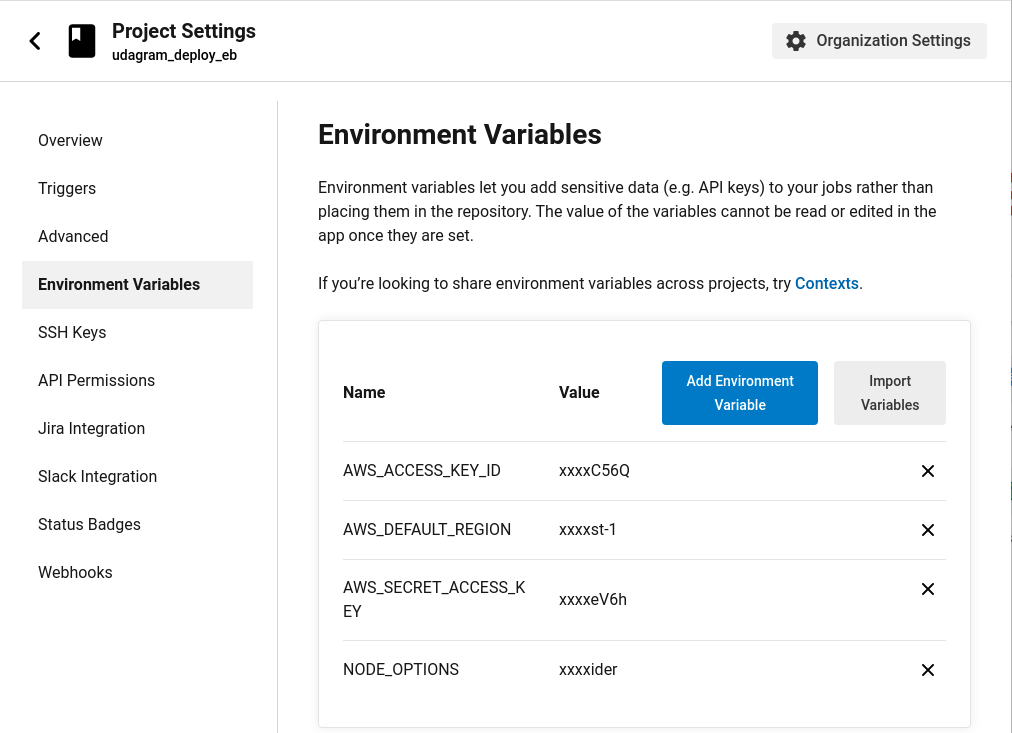 Project Settings
udagram_deploy_eb
Organization Settings
Overview
Triggers
Advanced
Environment Variables
SSH Keys
API Permissions
Jira Integration
Slack Integration
Status Badges
Webhooks
Environment Variables
Environment variables let you add sensitive data (e.g. API keys) to your jobs rather than
placing them in the repository. The value of the variables cannot be read or edited in the
app once they are set.
If you’re looking to share environment variables across projects, try Contexts.
Name Value Add Environment
Variable
Import
Variables
AWS_ACCESS_KEY_ID xxxxC56Q
AWS_DEFAULT_REGION xxxxst-1
AWS_SECRET_ACCESS_K
EY
xxxxeV6h
NODE_OPTIONS xxxxider